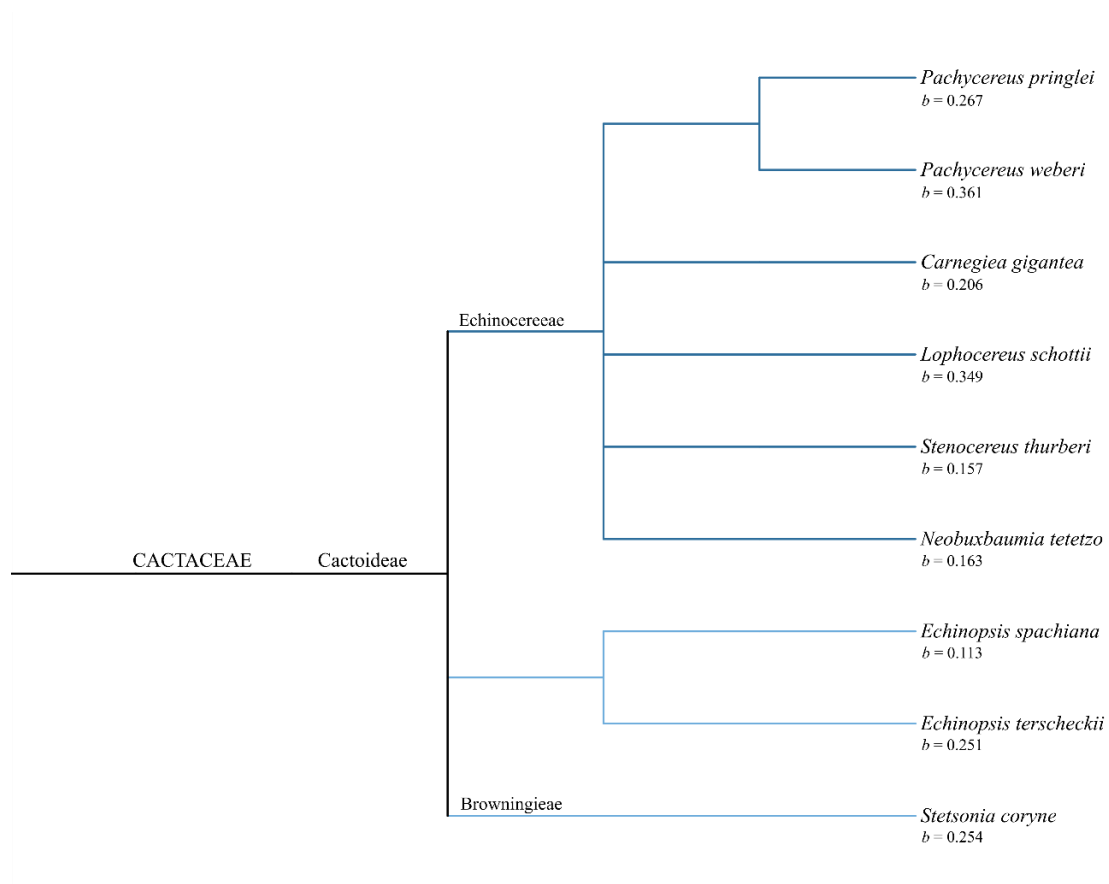 Pachycereus pringlei
b = 0.267
Pachycereus weberi
b = 0.361
Carnegiea gigantea
b = 0.206
Echinocereeae
Lophocereus schottii
b = 0.349
Stenocereus thurberi
b = 0.157
Neobuxbaumia tetetzo
b = 0.163
CACTACEAE Cactoideae
Echinopsis spachiana
b = 0.113
Echinopsis terscheckii
b = 0.251
Browningieae
Stetsonia coryne
b = 0.254